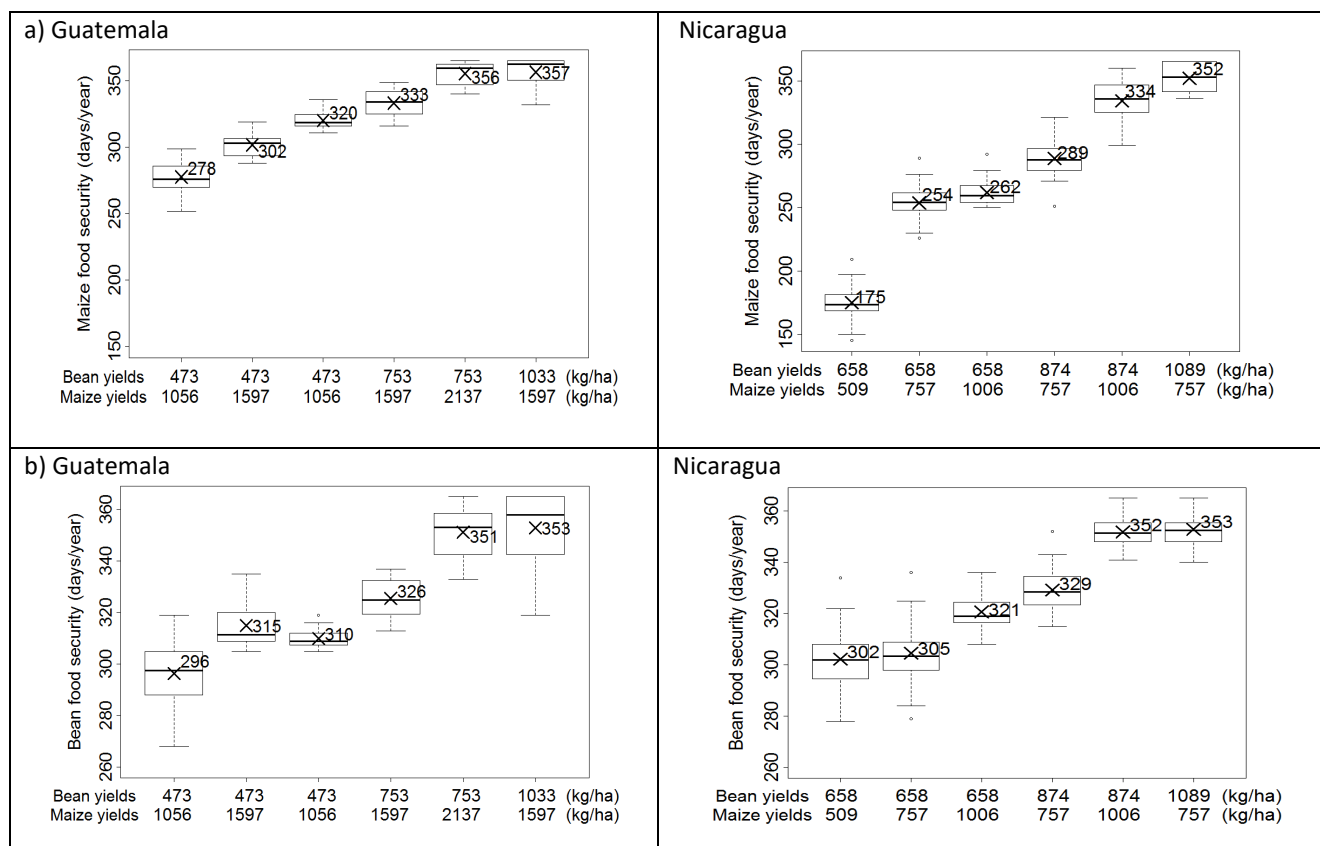 a) Guatemala
Maize food security (days/year)
150 200 250 300 350
278
302
320
333
356
357
Bean yields 473 473 473 753 753 1033 (kg/ha)
Maize yields 1056 1597 1056 1597 2137 1597 (kg/ha)
Nicaragua
Maize food security (days/year)
150 200 250 300 350
175
254
262
289
334
352
Bean yields 658 658 658 874 874 1089 (kg/ha)
Maize yields 509 757 1006 757 1006 757 (kg/ha)
b) Guatemala
Bean food security (days/year)
260 280 300 320 340 360
296
315
310
326
351
353
Bean yields 473 473 473 753 753 1033 (kg/ha)
Maize yields 1056 1597 1056 1597 2137 1597 (kg/ha)
Nicaragua
Bean food security (days/year)
260 280 300 320 340 360
302
305
321
329
352
353
Bean yields 658 658 658 874 874 1089 (kg/ha)
Maize yields 509 757 1006 757 1006 757 (kg/ha)